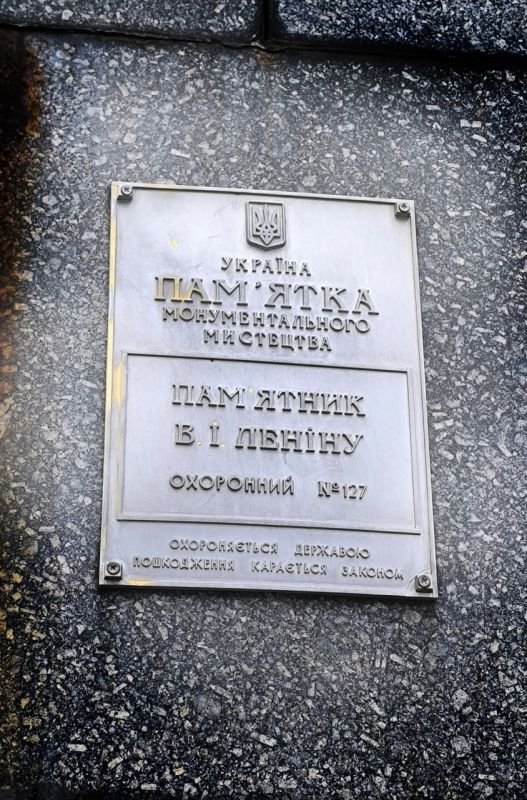 УКРАЇНА
ПАМ'ЯТКА
МОНУМЕНТАЛЬНОГО
МИСТЕЦТВА
ПАМ'ЯТНИК
В.І.ЛЕНІНУ
ОХОРОННИЙ №127
ОХОРОНЯЄТЬСЯ ДЕРЖАВОЮ
ПОШКОДЖЕННЯ КАРАЄТЬСЯ ЗАКОНОМ